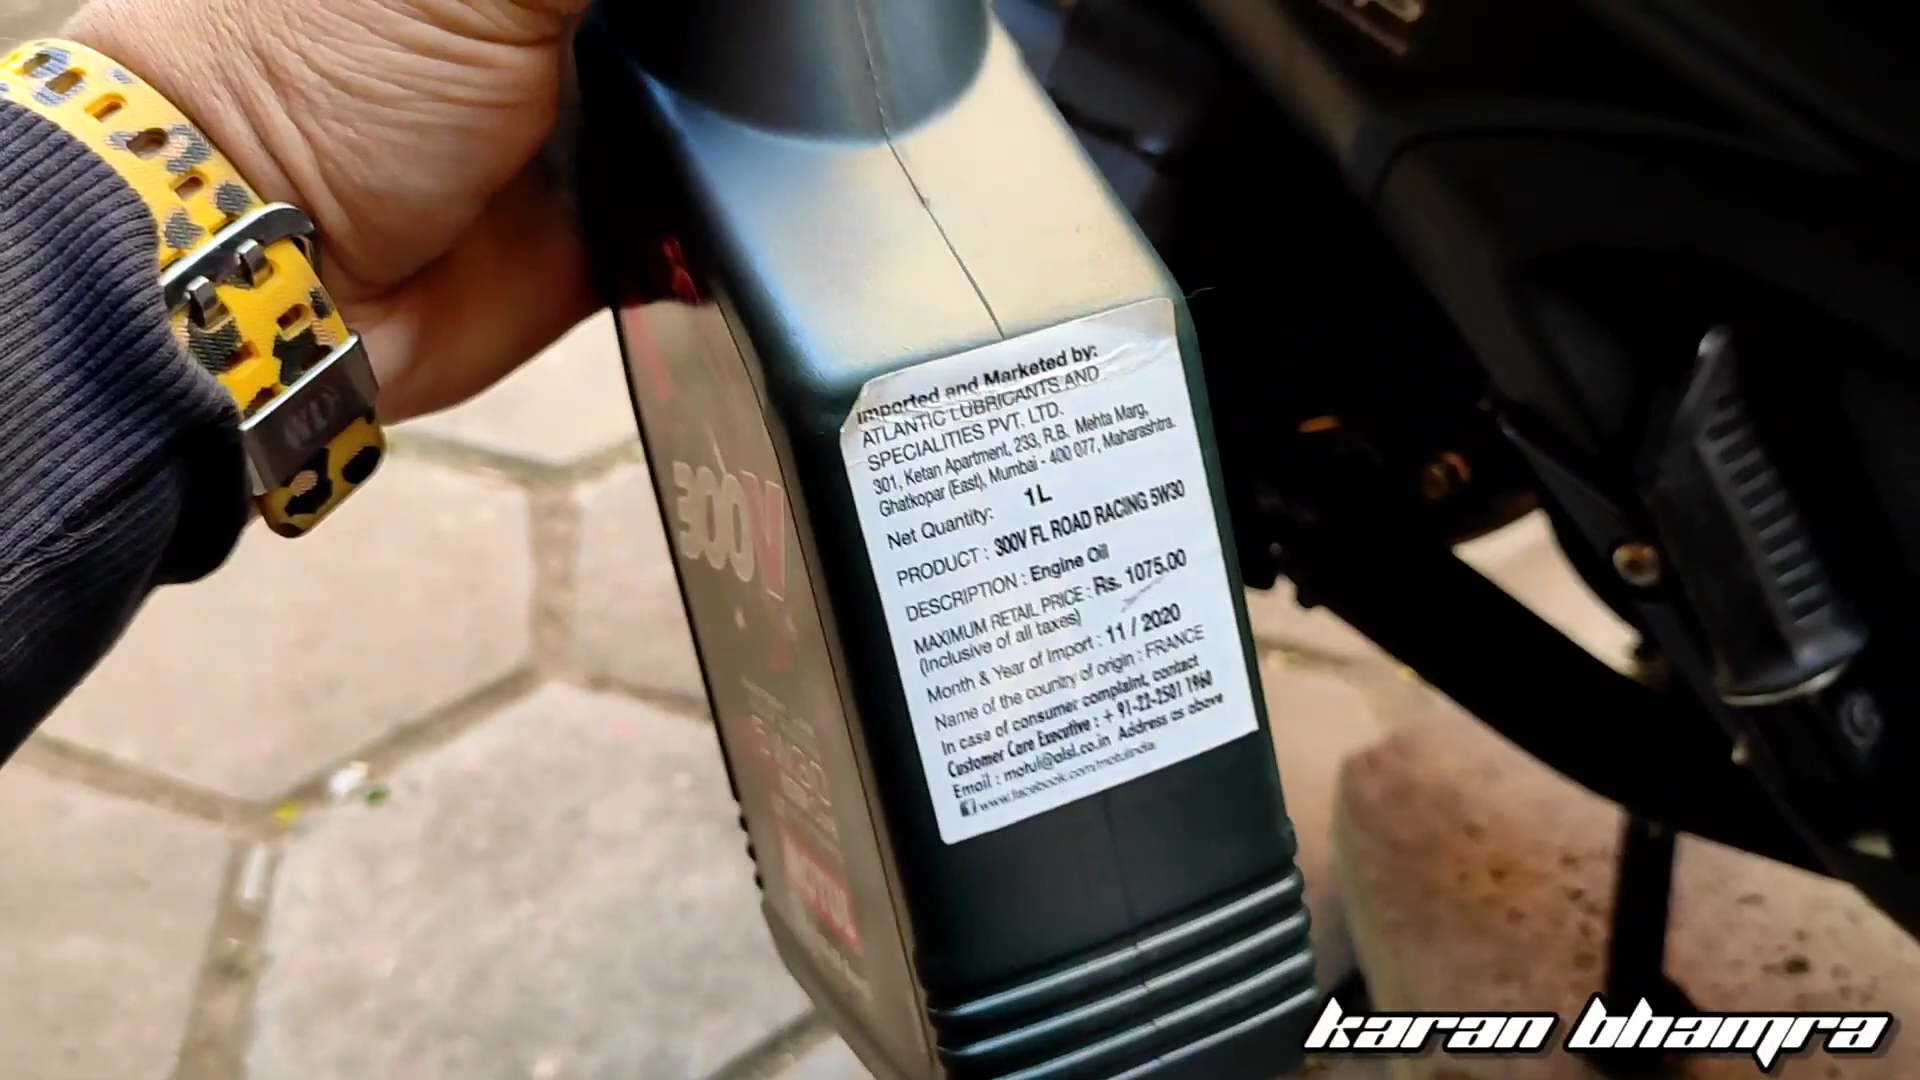 Imported and Marketed by:
ATLANTIC LUBRICANTS AND
SPECIALITIES PVT. LTD.
301, Ketan Apartment, 233, R.B. Mehta Marg,
Ghatkopar (East), Mumbai - 400 077, Maharashtra.
Net Quantity: 1L
PRODUCT : 300V FL ROAD RACING 5W30
DESCRIPTION : Engine Oil
MAXIMUM RETAIL PRICE : Rs. 1075.00
(Inclusive of all taxes)
Month & Year of Import : 11 / 2020
Name of the country of origin : FRANCE
In case of consumer complaint, contact
Customer Care Executive : + 91-22-2501 1960
Email : motul@alsl.co.in Address as above
www.facebook.com/motulindia
300V
5W30
MOTUL
karan bhamra